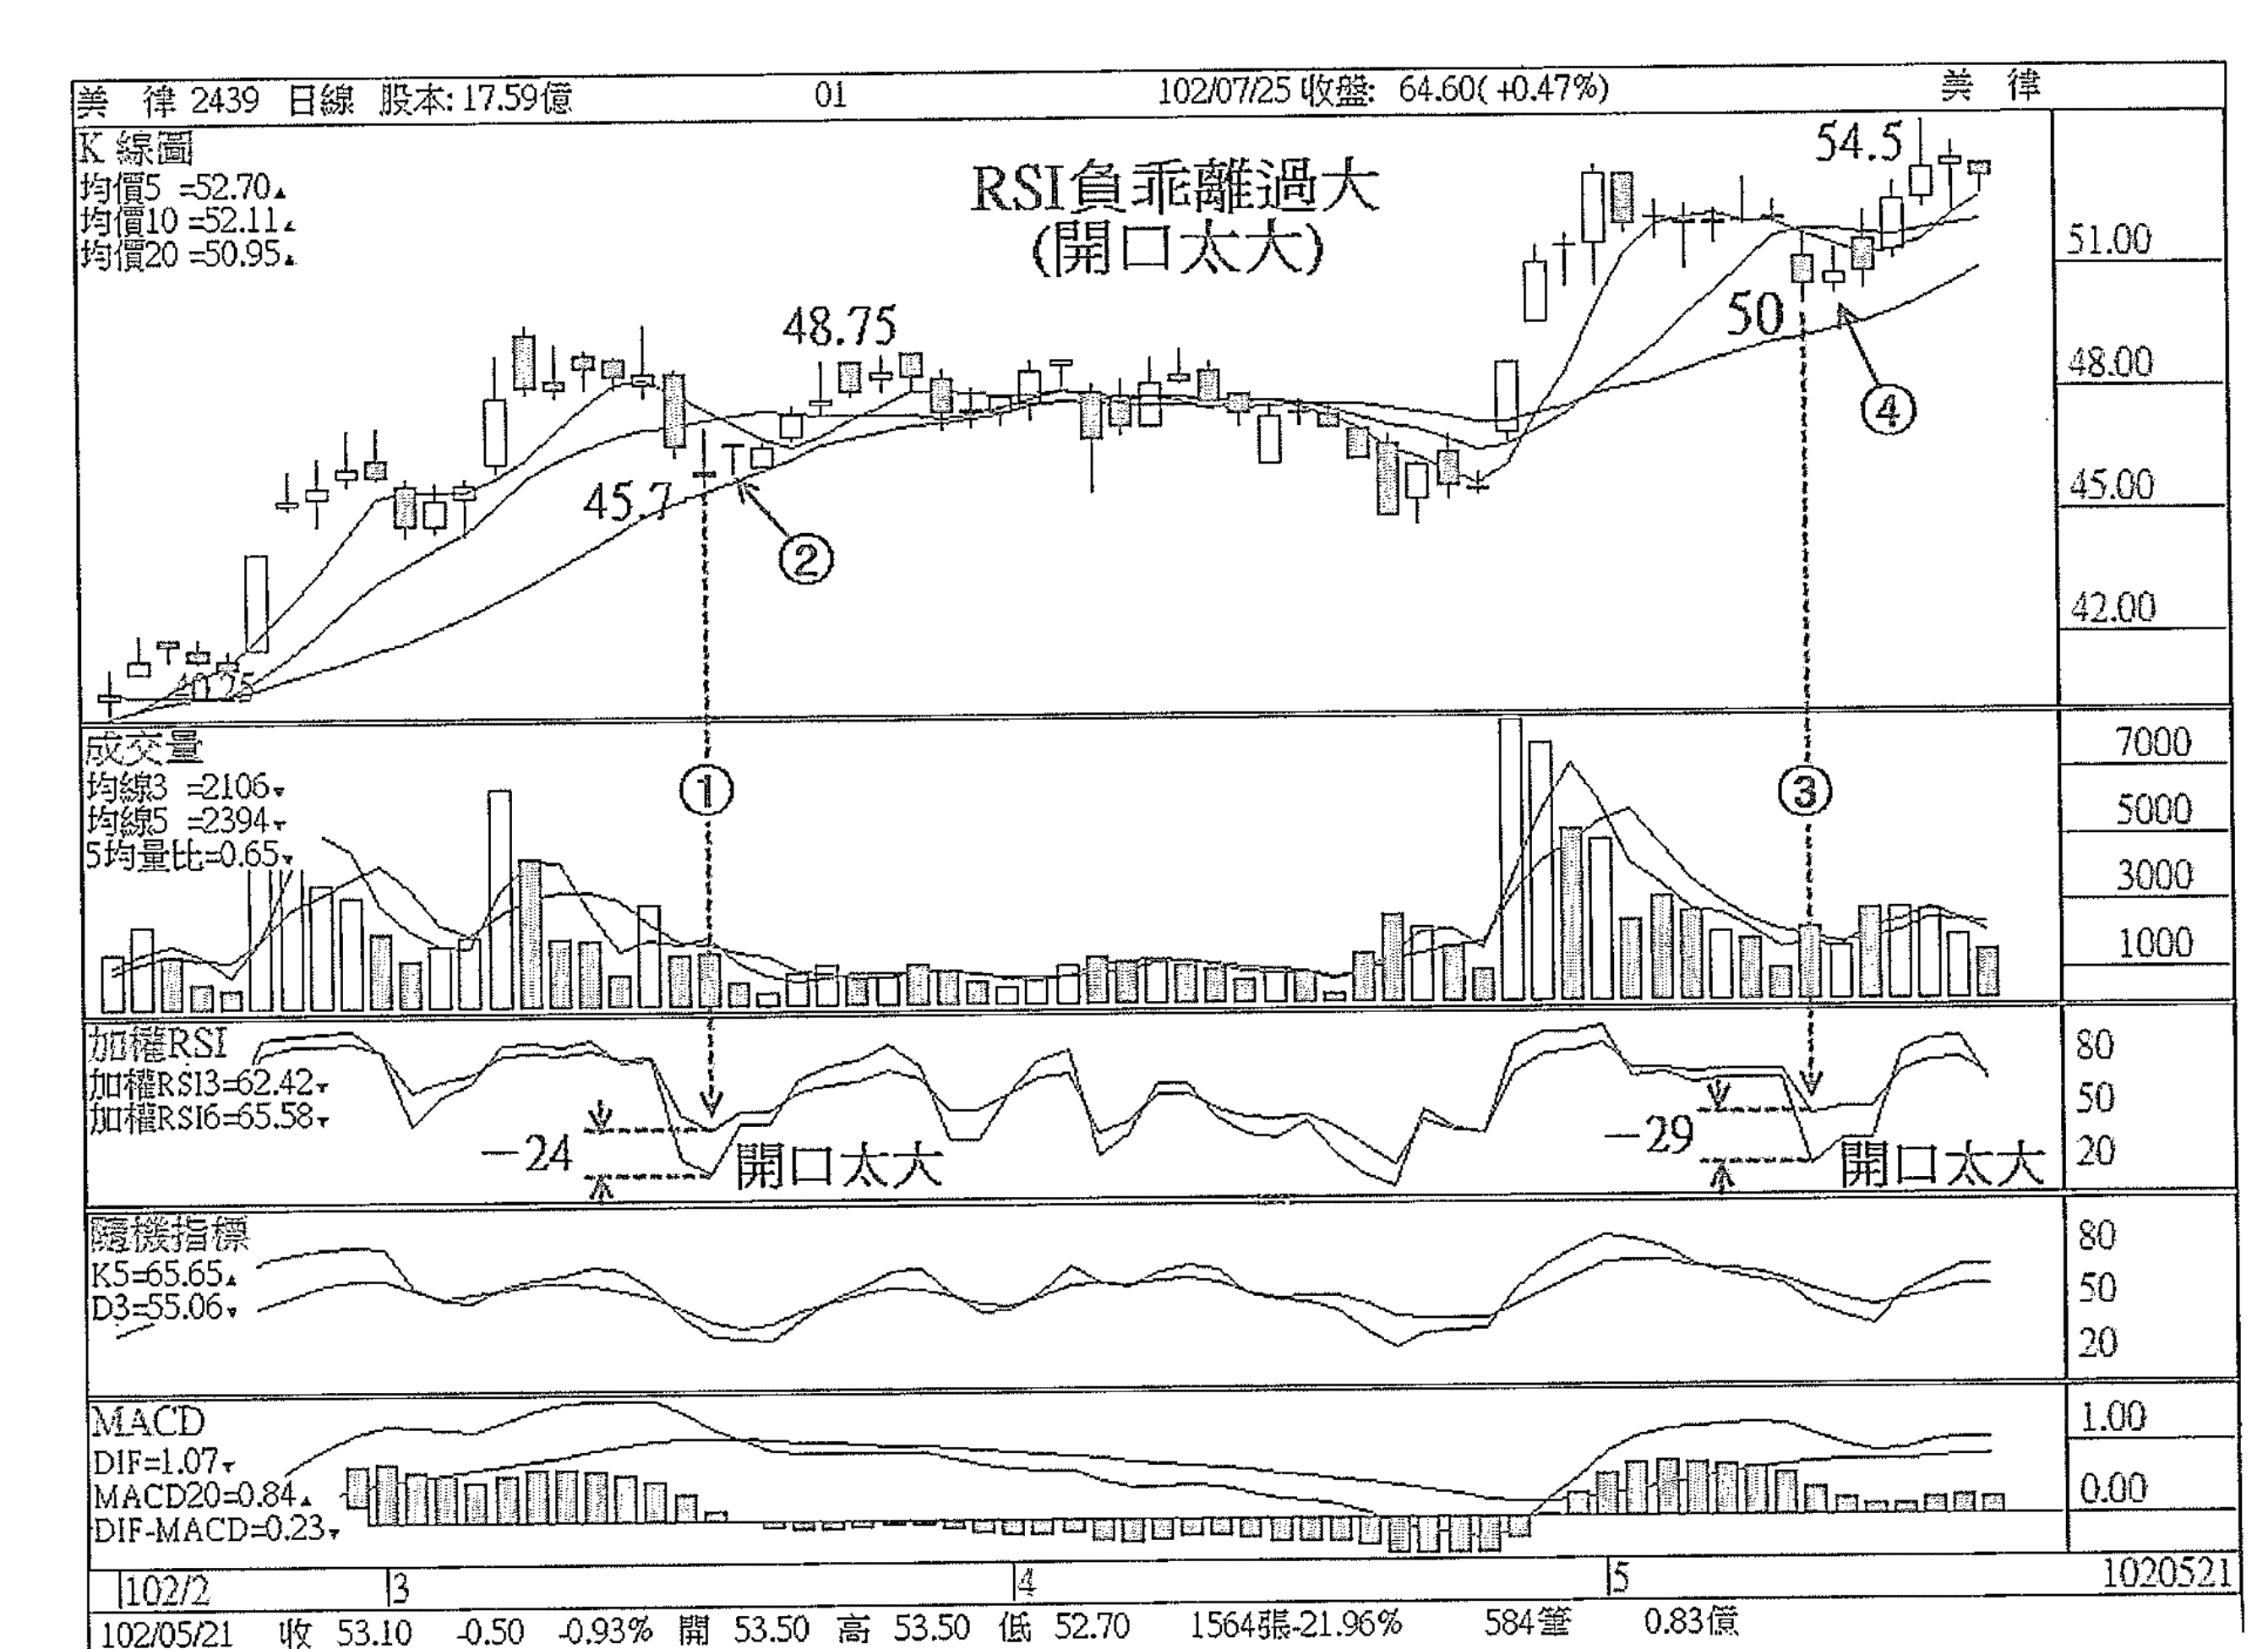 美 律 2439 日線 股本: 17.59億 01 102/07/25 收盤: 64.60( +0.47%) 美 律
K 線圖
均價5 =52.70▲
均價10 =52.11▲
均價20 =50.95▲
RSI負乖離過大
(開口太大)
54.5
51.00
50
48.75
48.00
④
45.7
45.00
②
42.00
40.25
成交量
均線3 =2106▼
均線5 =2394▼
5均量比=0.65▼
①
③
7000
5000
3000
1000
加權RSI
加權RSI3=62.42▼
加權RSI6=65.58▼
80
50
20
-24
開口太大
-29
開口太大
隨機指標
K5=65.65▲
D3=55.06▼
80
50
20
MACD
DIF=1.07▼
MACD20=0.84▲
DIF-MACD=0.23▼
1.00
0.00
102/2 3 4 5 1020521
102/05/21 收 53.10 -0.50 -0.93% 開 53.50 高 53.50 低 52.70 1564張-21.96% 584筆 0.83億